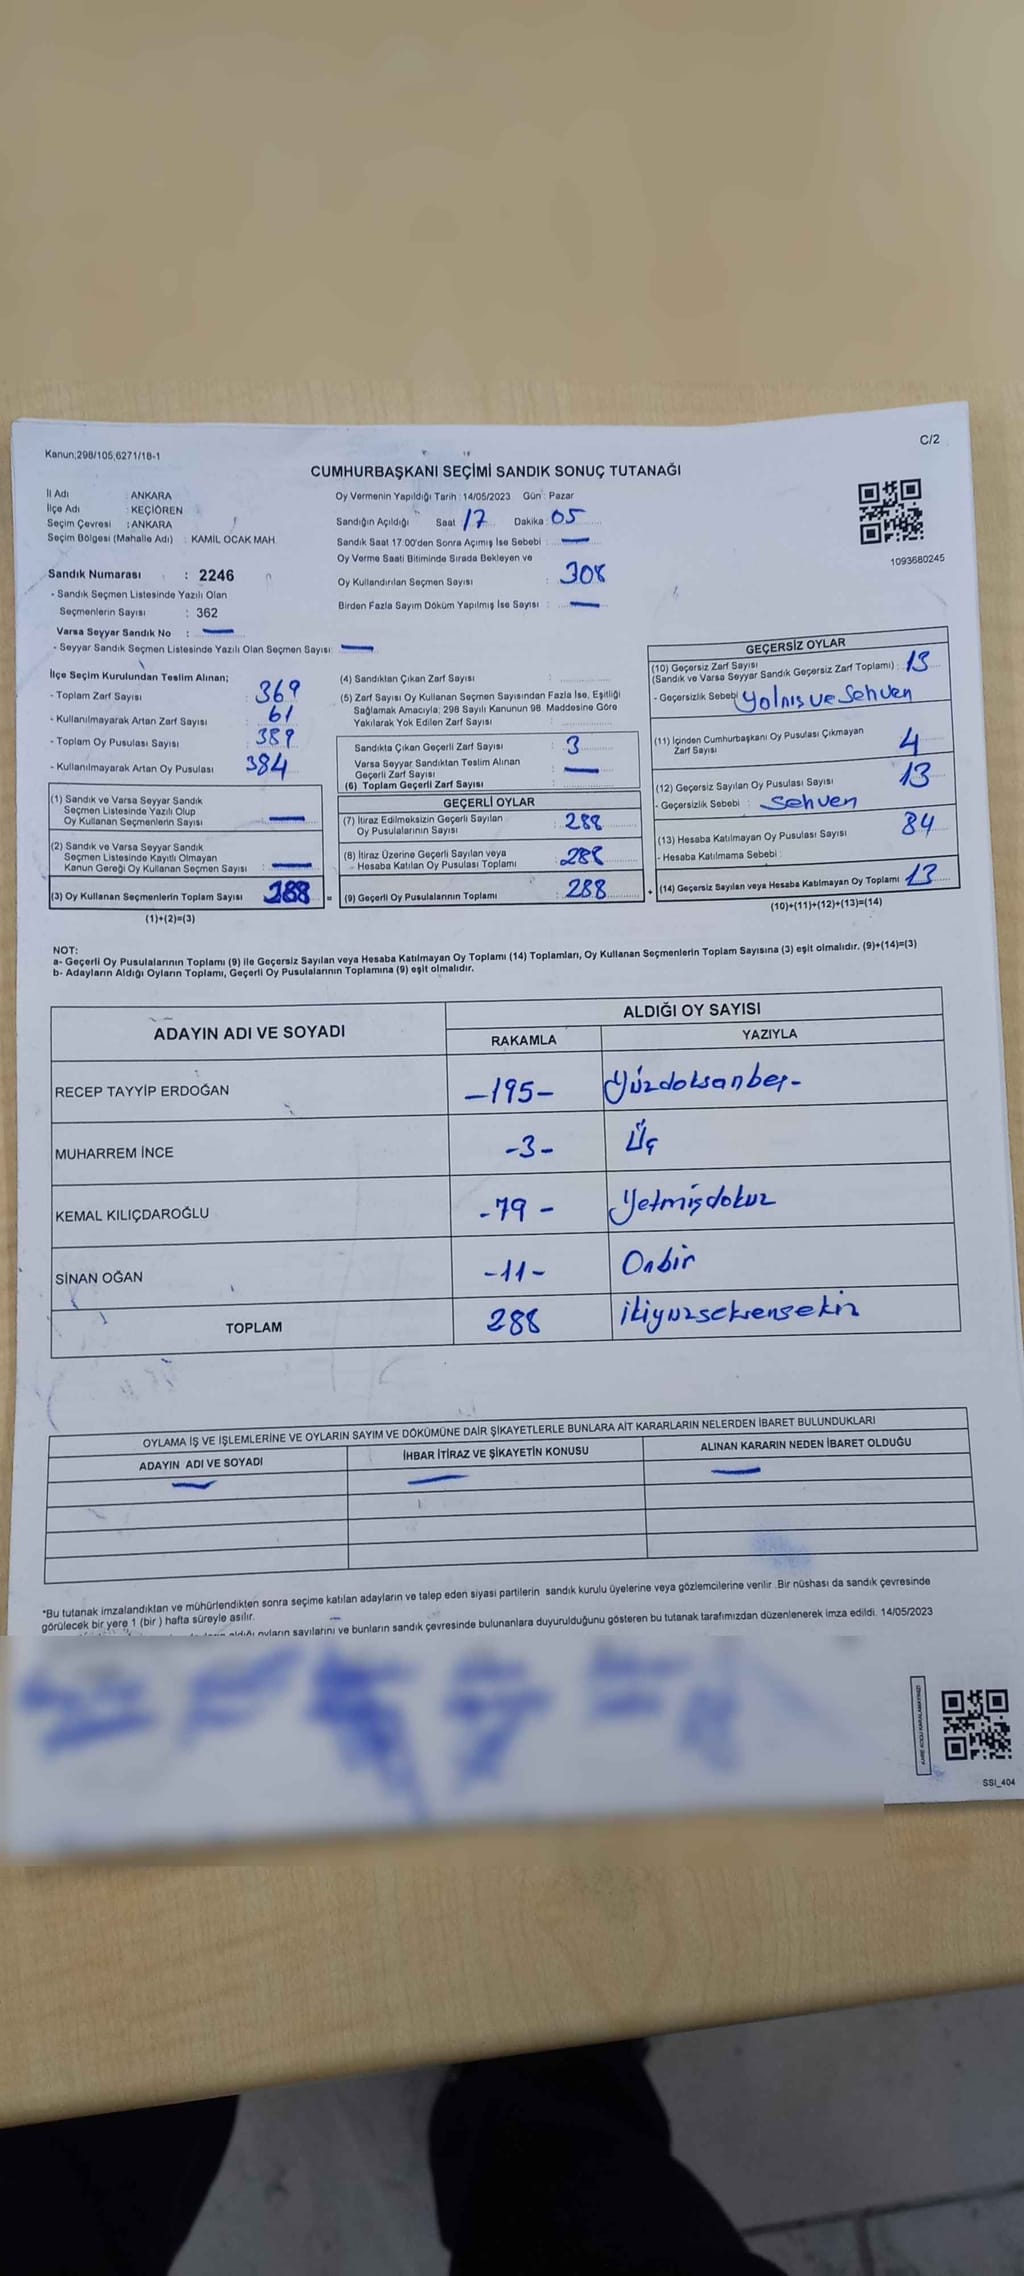 Kanun;298/105,6271/18-1
C/2
CUMHURBAŞKANI SEÇİMİ SANDIK SONUÇ TUTANAĞI
İl Adı : ANKARA
İlçe Adı : KEÇİÖREN
Seçim Çevresi : ANKARA
Seçim Bölgesi (Mahalle Adı) : KAMİL OCAK MAH.
Sandık Numarası : 2246
- Sandık Seçmen Listesinde Yazılı Olan
Seçmenlerin Sayısı : 362
Varsa Seyyar Sandık No : —
- Seyyar Sandık Seçmen Listesinde Yazılı Olan Seçmen Sayısı: —
Oy Vermenin Yapıldığı Tarih : 14/05/2023 Gün : Pazar
Sandığın Açıldığı Saat 17 Dakika : 05
Sandık Saat 17:00'den Sonra Açımış İse Sebebi : —
Oy Verme Saati Bitiminde Sırada Bekleyen ve
Oy Kullandırılan Seçmen Sayısı : 308
Birden Fazla Sayım Döküm Yapılmış İse Sayısı : —
1093680245
İlçe Seçim Kurulundan Teslim Alınan;
- Toplam Zarf Sayısı : 369
- Kullanılmayarak Artan Zarf Sayısı : 61
- Toplam Oy Pusulası Sayısı : 389
- Kullanılmayarak Artan Oy Pusulası : 384
(1) Sandık ve Varsa Seyyar Sandık
Seçmen Listesinde Yazılı Olup
Oy Kullanan Seçmenlerin Sayısı : —
(2) Sandık ve Varsa Seyyar Sandık
Seçmen Listesinde Kayıtlı Olmayan
Kanun Gereği Oy Kullanan Seçmen Sayısı : —
(3) Oy Kullanan Seçmenlerin Toplam Sayısı : 288 =
(1)+(2)=(3)
(4) Sandıktan Çıkan Zarf Sayısı :
(5) Zarf Sayısı Oy Kullanan Seçmen Sayısından Fazla İse, Eşitliği
Sağlamak Amacıyla, 298 Sayılı Kanunun 98. Maddesine Göre
Yakılarak Yok Edilen Zarf Sayısı :
Sandıkta Çıkan Geçerli Zarf Sayısı : 3
Varsa Seyyar Sandıktan Teslim Alınan
Geçerli Zarf Sayısı : —
(6) Toplam Geçerli Zarf Sayısı :
GEÇERLİ OYLAR
(7) İtiraz Edilmeksizin Geçerli Sayılan
Oy Pusulalarının Sayısı : 288
(8) İtiraz Üzerine Geçerli Sayılan veya
Hesaba Katılan Oy Pusulası Toplamı : 288
(9) Geçerli Oy Pusulalarının Toplamı : 288 +
GEÇERSİZ OYLAR
(10) Geçersiz Zarf Sayısı
(Sandık ve Varsa Seyyar Sandık Geçersiz Zarf Toplamı) : 13
- Geçersizlik Sebebi : Yalnış ve Sehven
(11) İçinden Cumhurbaşkanı Oy Pusulası Çıkmayan
Zarf Sayısı 4
(12) Geçersiz Sayılan Oy Pusulası Sayısı 13
- Geçersizlik Sebebi : Sehven
(13) Hesaba Katılmayan Oy Pusulası Sayısı 84
- Hesaba Katılmama Sebebi :
(14) Geçersiz Sayılan veya Hesaba Katılmayan Oy Toplamı : 13
(10)+(11)+(12)+(13)=(14)
NOT:
a- Geçerli Oy Pusulalarının Toplamı (9) ile Geçersiz Sayılan veya Hesaba Katılmayan Oy Toplamı (14) Toplamları, Oy Kullanan Seçmenlerin Toplam Sayısına (3) eşit olmalıdır. (9)+(14)=(3)
b- Adayların Aldığı Oyların Toplamı, Geçerli Oy Pusulalarının Toplamına (9) eşit olmalıdır.
ADAYIN ADI VE SOYADI
ALDIĞI OY SAYISI
RAKAMLA YAZIYLA
RECEP TAYYİP ERDOĞAN -195- Yüzdoksanbeş-
MUHARREM İNCE -3- Üç
KEMAL KILIÇDAROĞLU -79- Yetmişdokuz
SİNAN OĞAN -11- Onbir
TOPLAM 288 ikiyüzseksensekiz
OYLAMA İŞ VE İŞLEMLERİNE VE OYLARIN SAYIM VE DÖKÜMÜNE DAİR ŞİKAYETLERLE BUNLARA AİT KARARLARIN NELERDEN İBARET BULUNDUKLARI
ADAYIN ADI VE SOYADI İHBAR İTİRAZ VE ŞİKAYETİN KONUSU ALINAN KARARIN NEDEN İBARET OLDUĞU
— — —
*Bu tutanak imzalandıktan ve mühürlendikten sonra seçime katılan adayların ve talep eden siyasi partilerin sandık kurulu üyelerine veya gözlemcilerine verilir .Bir nüshası da sandık çevresinde
görülecek bir yere 1 (bir ) hafta süreyle asılır.
oyların sayılarını ve bunların sandık çevresinde bulunanlara duyurulduğunu gösteren bu tutanak tarafımızdan düzenlenerek imza edildi. 14/05/2023
KARE KODU KARALAMAYINIZ!
SSI_404